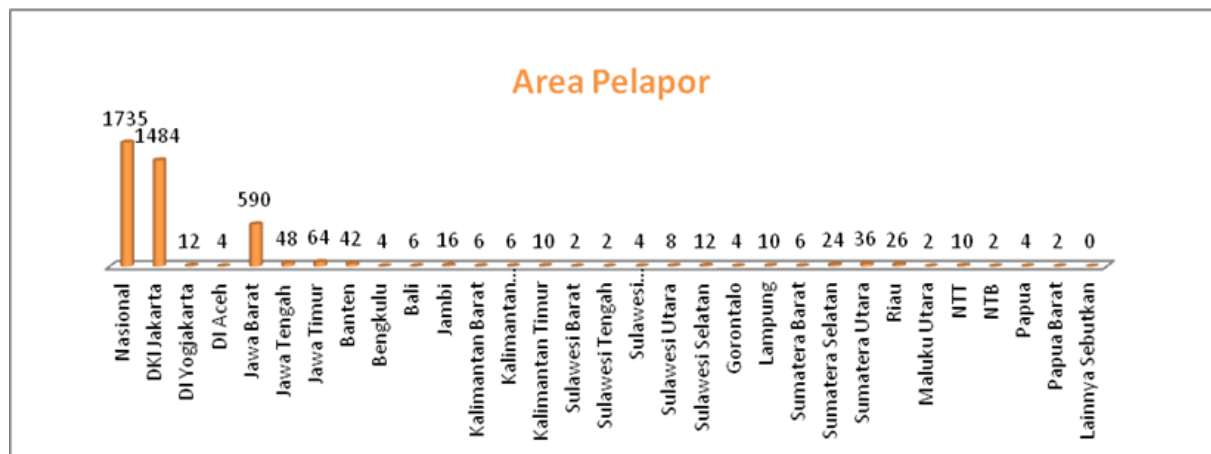 Area Pelapor
1735
1484
12
4
590
48
64
42
4
6
16
6
6
10
2
2
4
8
12
4
10
6
24
36
26
2
10
2
4
2
0
Nasional
DKI Jakarta
DI Yogjakarta
DI Aceh
Jawa Barat
Jawa Tengah
Jawa Timur
Banten
Bengkulu
Bali
Jambi
Kalimantan Barat
Kalimantan...
Kalimantan Timur
Sulawesi Barat
Sulawesi Tengah
Sulawesi...
Sulawesi Utara
Sulawesi Selatan
Gorontalo
Lampung
Sumatera Barat
Sumatera Selatan
Sumatera Utara
Riau
Maluku Utara
NTT
NTB
Papua
Papua Barat
Lainnya Sebutkan